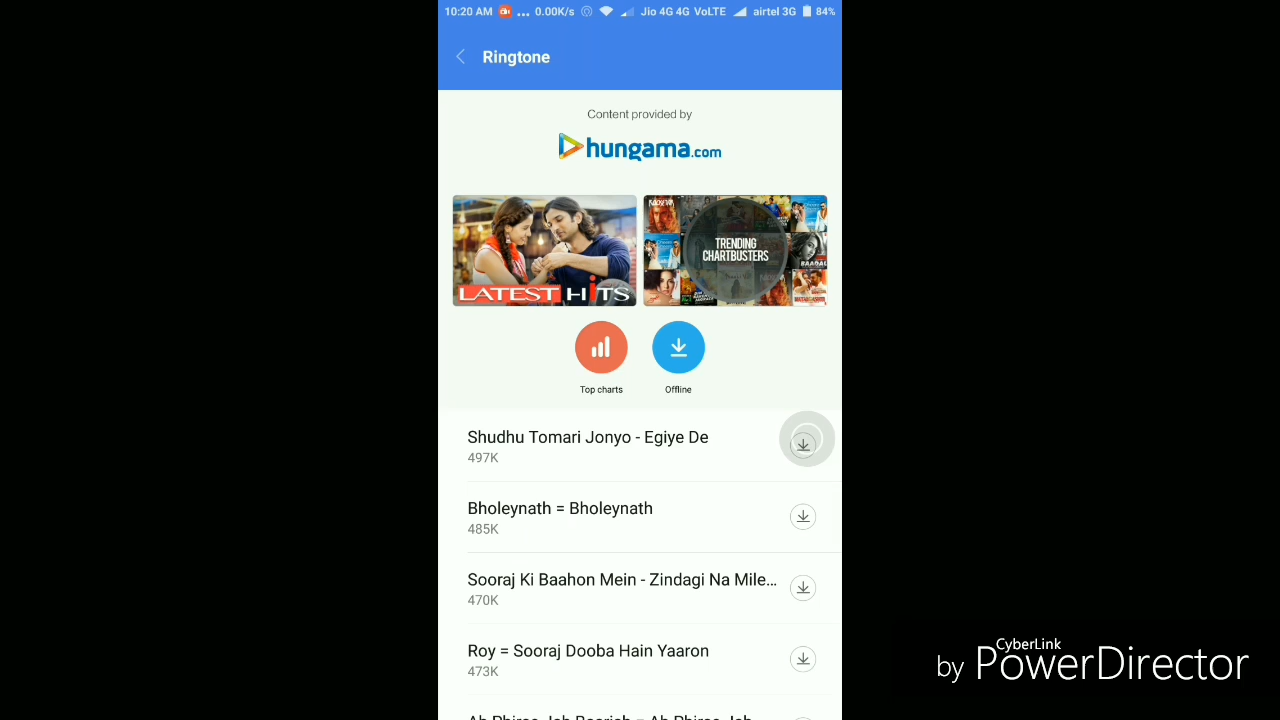 10:20 AM ... 0.00K/s Jio 4G 4G VoLTE airtel 3G 84%
Ringtone
Content provided by
hungama.com
LATEST HiTS
TRENDING
CHARTBUSTERS
BAADAL
Top charts
Offline
Shudhu Tomari Jonyo - Egiye De
497K
Bholeynath = Bholeynath
485K
Sooraj Ki Baahon Mein - Zindagi Na Mile...
470K
Roy = Sooraj Dooba Hain Yaaron
473K
CyberLink
by PowerDirector